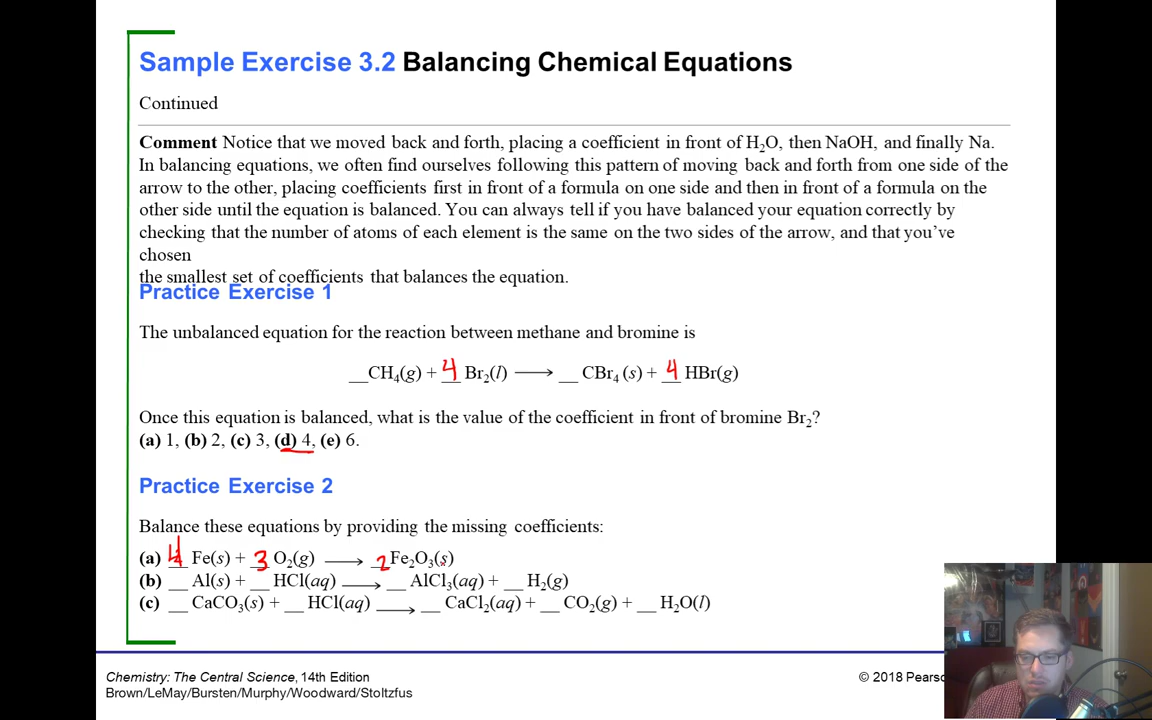 Sample Exercise 3.2 Balancing Chemical Equations
Continued
Comment Notice that we moved back and forth, placing a coefficient in front of H₂O, then NaOH, and finally Na.
In balancing equations, we often find ourselves following this pattern of moving back and forth from one side of the
arrow to the other, placing coefficients first in front of a formula on one side and then in front of a formula on the
other side until the equation is balanced. You can always tell if you have balanced your equation correctly by
checking that the number of atoms of each element is the same on the two sides of the arrow, and that you’ve
chosen
the smallest set of coefficients that balances the equation.
Practice Exercise 1
The unbalanced equation for the reaction between methane and bromine is
__CH₄(g) + 4 Br₂(l) ⟶ __ CBr₄ (s) + 4 HBr(g)
Once this equation is balanced, what is the value of the coefficient in front of bromine Br₂?
(a) 1, (b) 2, (c) 3, (d) 4, (e) 6.
Practice Exercise 2
Balance these equations by providing the missing coefficients:
(a) 4 Fe(s) + 3 O₂(g) ⟶ 2 Fe₂O₃(s)
(b) __ Al(s) + __ HCl(aq) ⟶ __ AlCl₃(aq) + __ H₂(g)
(c) __ CaCO₃(s) + __ HCl(aq) ⟶ __ CaCl₂(aq) + __ CO₂(g) + __ H₂O(l)
Chemistry: The Central Science, 14th Edition
Brown/LeMay/Bursten/Murphy/Woodward/Stoltzfus
© 2018